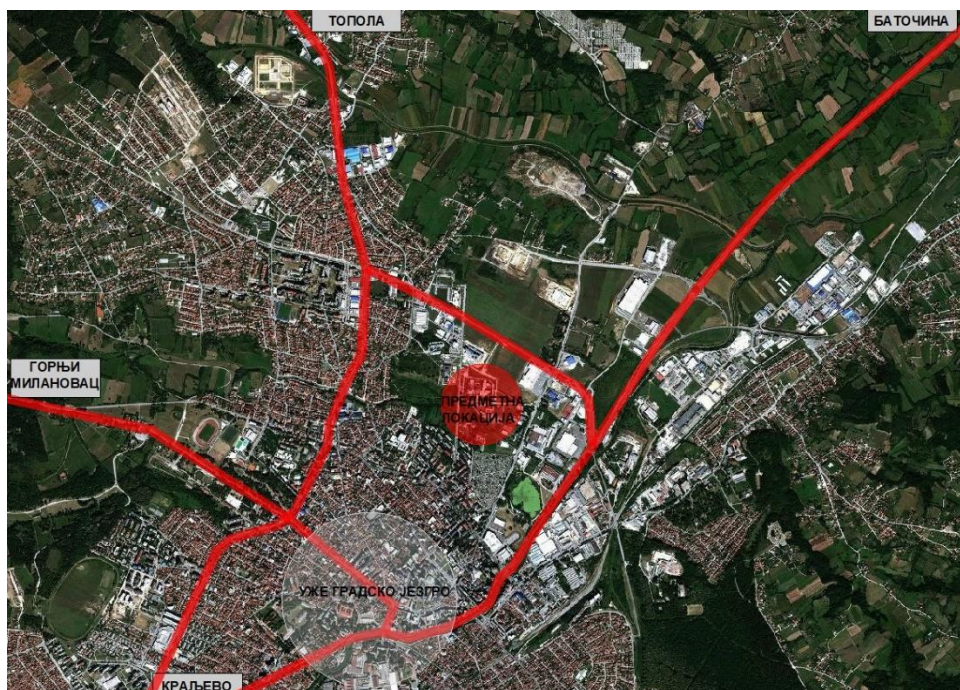 ТОПОЛА
БАТОЧИНА
ГОРЊИ
МИЛАНОВАЦ
ПРЕДМЕТНА
ЛОКАЦИЈА
УЖЕ ГРАДСКО ЈЕЗГРО
КРАЉЕВО